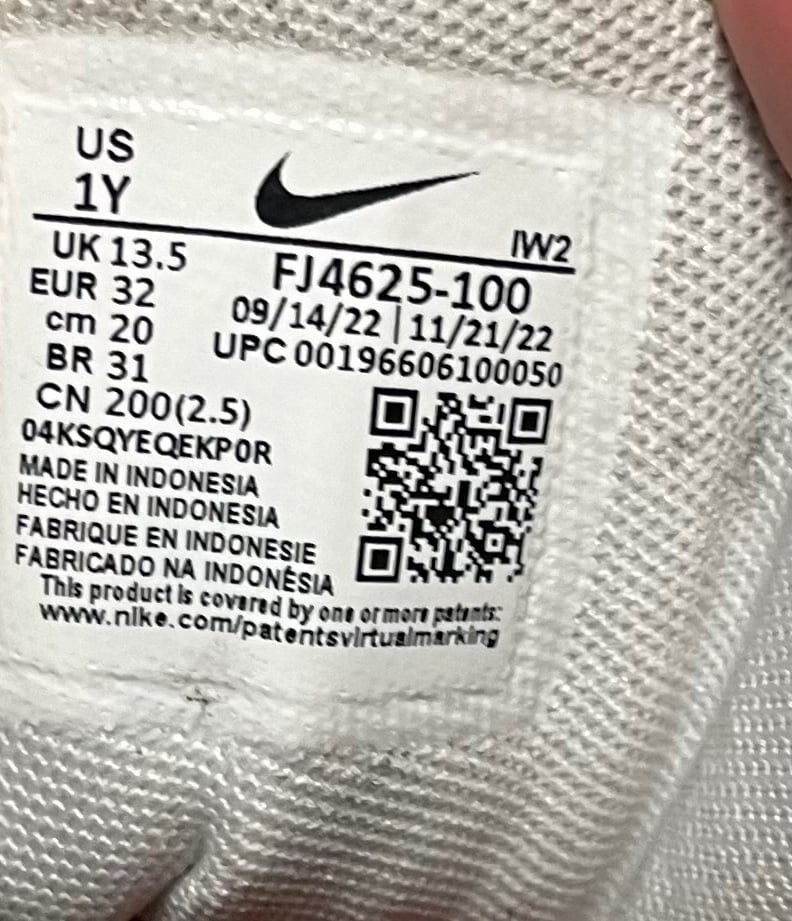 US
1Y
IW2
UK 13.5
FJ4625-100
EUR 32
09/14/22 | 11/21/22
cm 20
UPC 00196606100050
BR 31
CN 200(2.5)
04KSQYEQEKP0R
MADE IN INDONESIA
HECHO EN INDONESIA
FABRIQUE EN INDONESIE
FABRICADO NA INDONÉSIA
This product is covered by one or more patents:
www.nike.com/patentsvirtualmarking